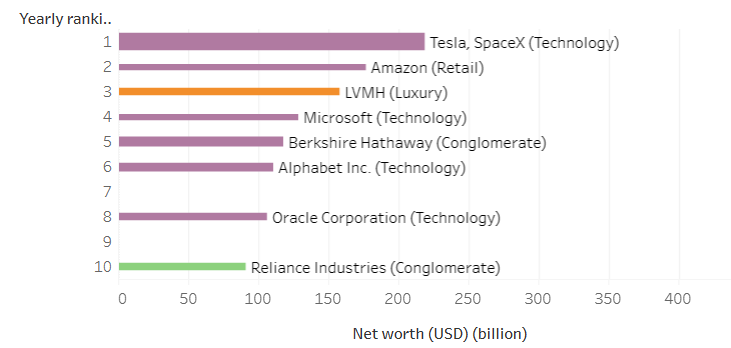 Yearly ranki..
1 Tesla, SpaceX (Technology)
2 Amazon (Retail)
3 LVMH (Luxury)
4 Microsoft (Technology)
5 Berkshire Hathaway (Conglomerate)
6 Alphabet Inc. (Technology)
7
8 Oracle Corporation (Technology)
9
10 Reliance Industries (Conglomerate)
0 50 100 150 200 250 300 350 400
Net worth (USD) (billion)